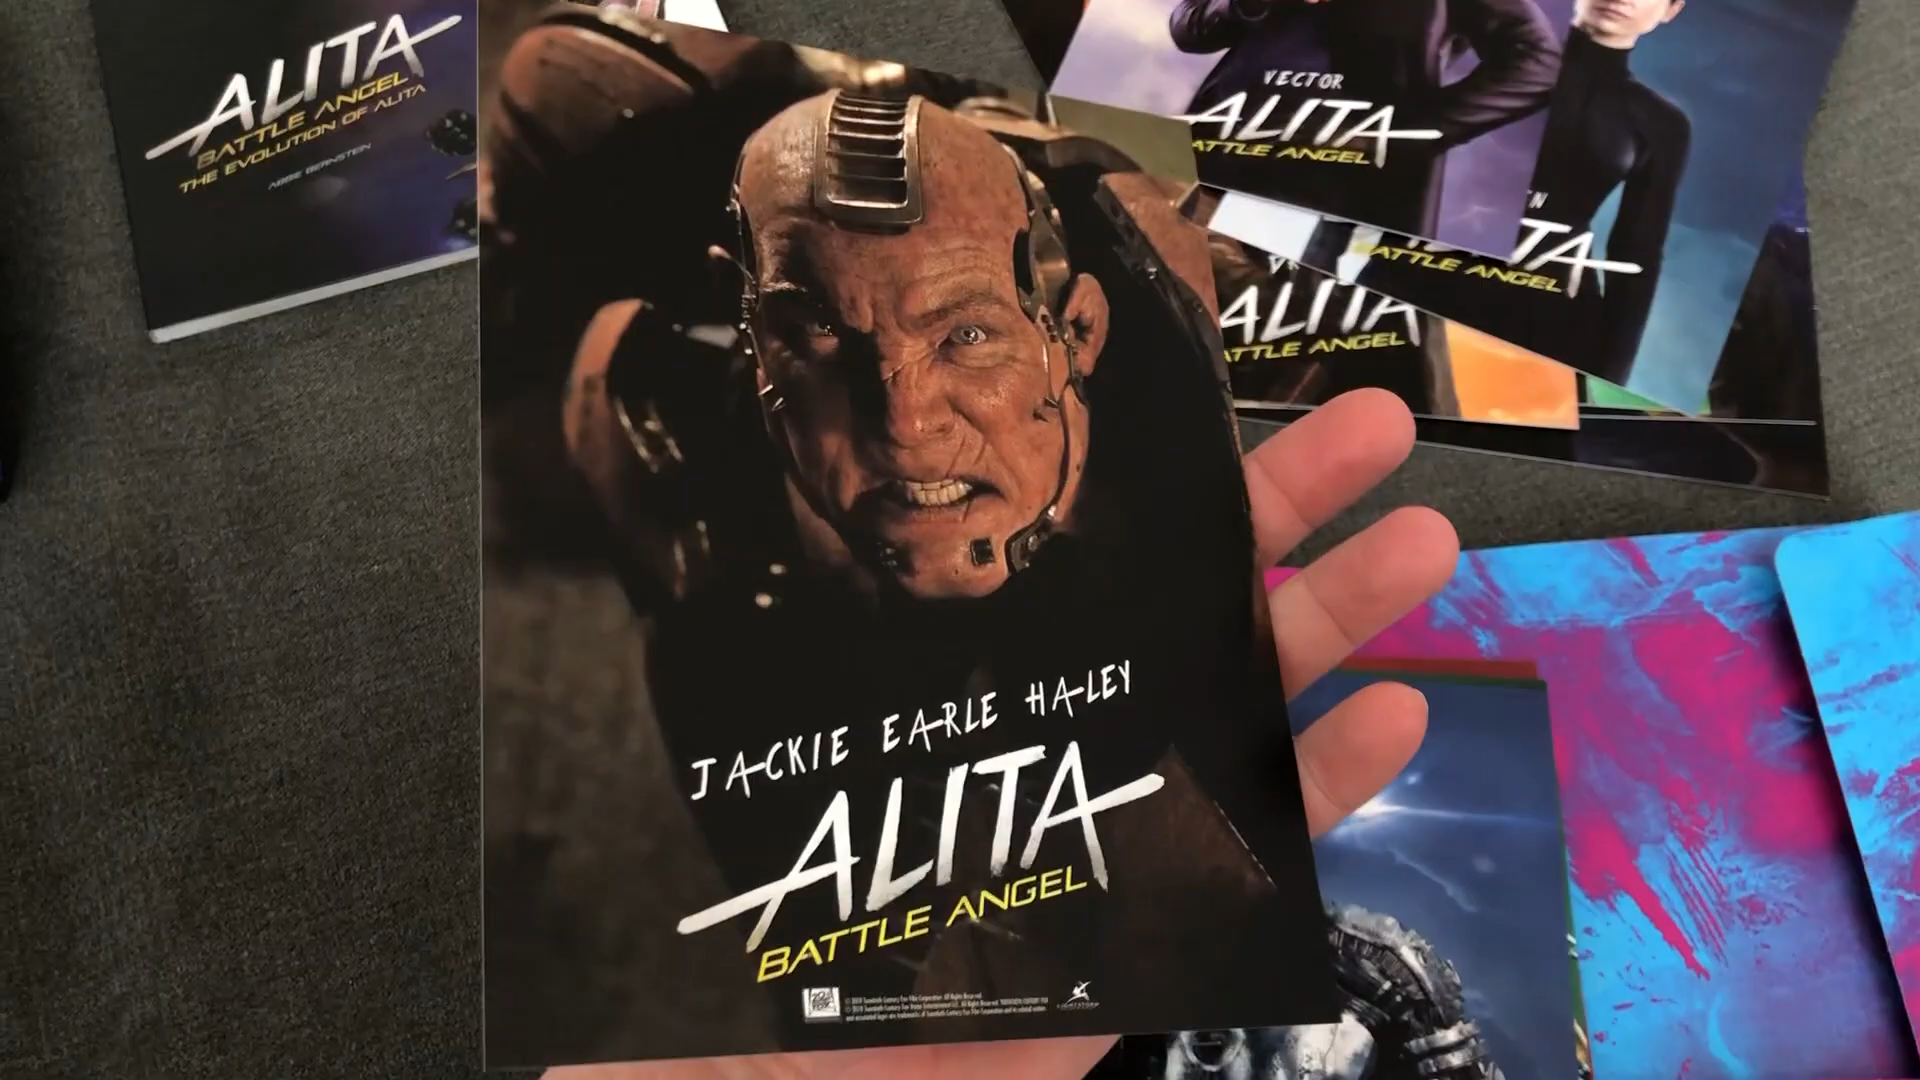 ALITA
BATTLE ANGEL
THE EVOLUTION OF ALITA
ABBIE BERNSTEIN
VECTOR
ALITA
BATTLE ANGEL
BATTLE ANGEL
ALITA
BATTLE ANGEL
JACKIE EARLE HALEY
ALITA
BATTLE ANGEL